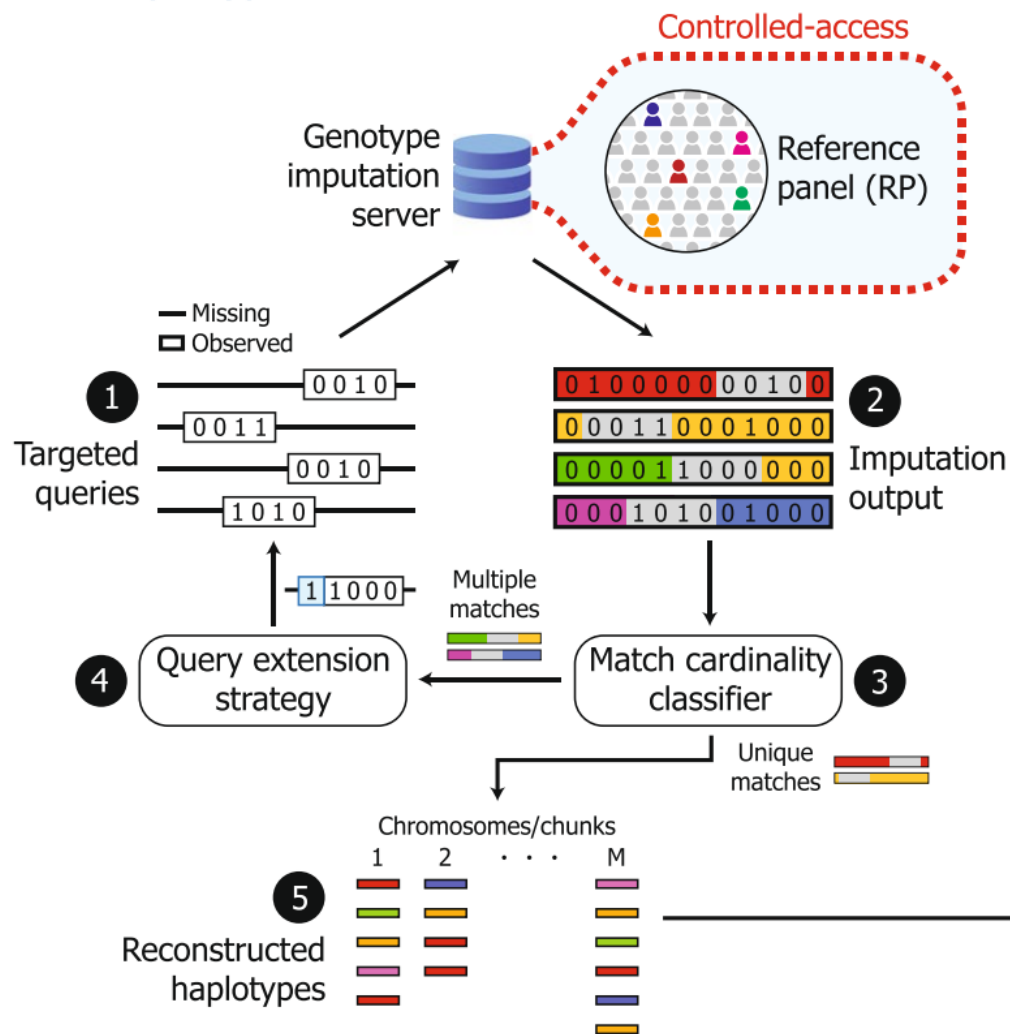 Controlled-access
Genotype
imputation
server
Reference
panel (RP)
Missing
Observed
1
Targeted
queries
0 0 1 0
0 0 1 1
0 0 1 0
1 0 1 0
0 1 0 0 0 0 0 0 0 1 0 0
0 0 0 1 1 0 0 0 1 0 0 0
0 0 0 0 1 1 0 0 0 0 0 0
0 0 0 1 0 1 0 0 1 0 0 0
2
Imputation
output
1 1 0 0 0
Multiple
matches
4
Query extension
strategy
Match cardinality
classifier
3
Unique
matches
Chromosomes/chunks
1 2 · · · M
5
Reconstructed
haplotypes